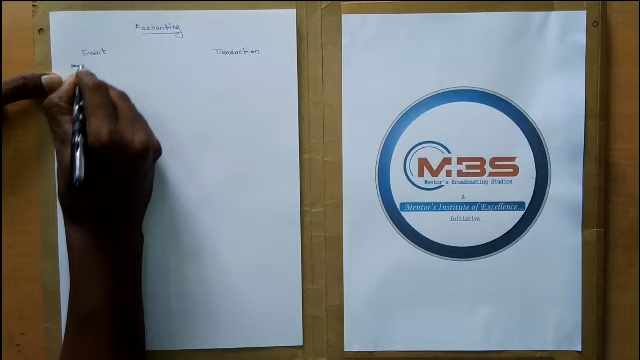 Accounting
Event Transaction
MBS
Mentor's Broadcasting Studios
A
Mentor's Institute of Excellence...
Initiative.